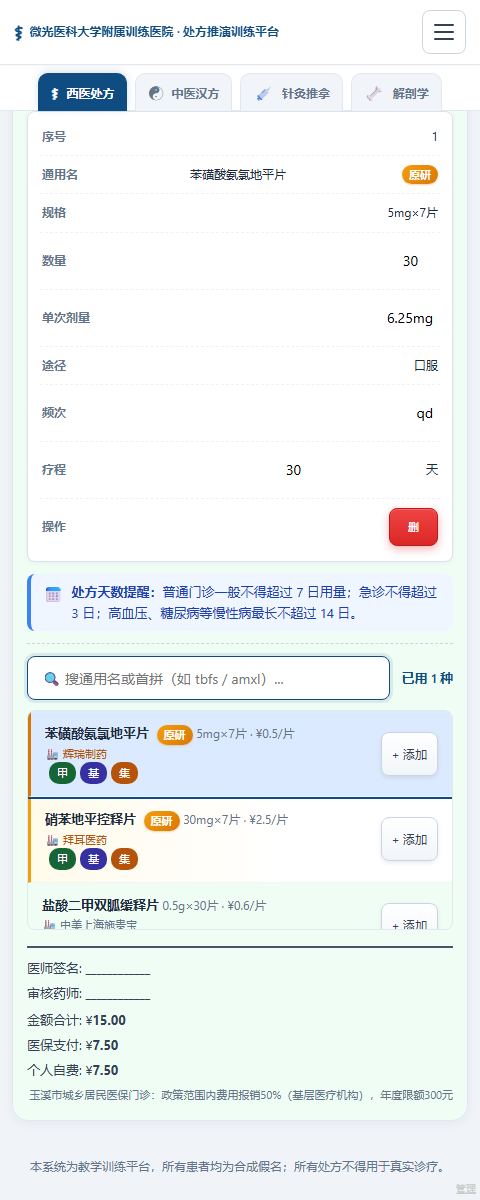 微光医科大学附属训练医院 · 处方推演训练平台
西医处方 中医汉方 针灸推拿 解剖学
序号 1
通用名 苯磺酸氨氯地平片 原研
规格 5mg×7片
数量 30
单次剂量 6.25mg
途径 口服
频次 qd
疗程 30 天
操作 删
处方天数提醒：普通门诊一般不得超过 7 日用量；急诊不得超过
3 日；高血压、糖尿病等慢性病最长不超过 14 日。
搜通用名或首拼（如 tbfs / amxl）... 已用 1 种
苯磺酸氨氯地平片 原研 5mg×7片 · ¥0.5/片
辉瑞制药
甲 基 集
+ 添加
硝苯地平控释片 原研 30mg×7片 · ¥2.5/片
拜耳医药
甲 基 集
+ 添加
盐酸二甲双胍缓释片 0.5g×30片 · ¥0.6/片
中美上海施贵宝
+ 添加
医师签名: ____________
审核药师: ____________
金额合计: ¥15.00
医保支付: ¥7.50
个人自费: ¥7.50
玉溪市城乡居民医保门诊：政策范围内费用报销50%（基层医疗机构），年度限额300元
本系统为教学训练平台，所有患者均为合成假名；所有处方不得用于真实诊疗。
管理